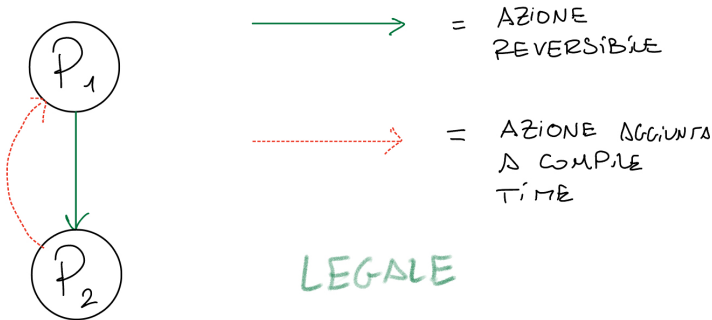 P1
= AZIONE
REVERSIBILE
= AZIONE AGGIUNTA
A COMPILE
TIME
P2
LEGALE